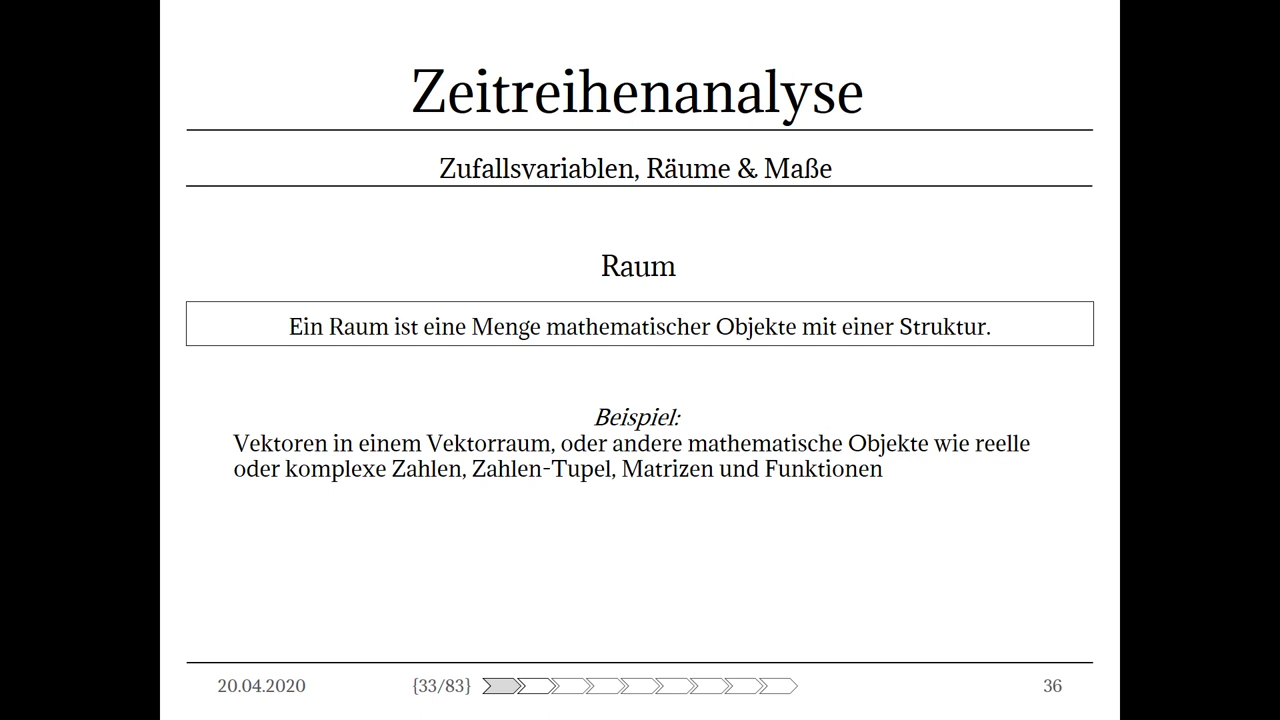 Zeitreihenanalyse
Zufallsvariablen, Räume & Maße
Raum
Ein Raum ist eine Menge mathematischer Objekte mit einer Struktur.
Beispiel:
Vektoren in einem Vektorraum, oder andere mathematische Objekte wie reelle
oder komplexe Zahlen, Zahlen-Tupel, Matrizen und Funktionen
20.04.2020 {33/83} 36